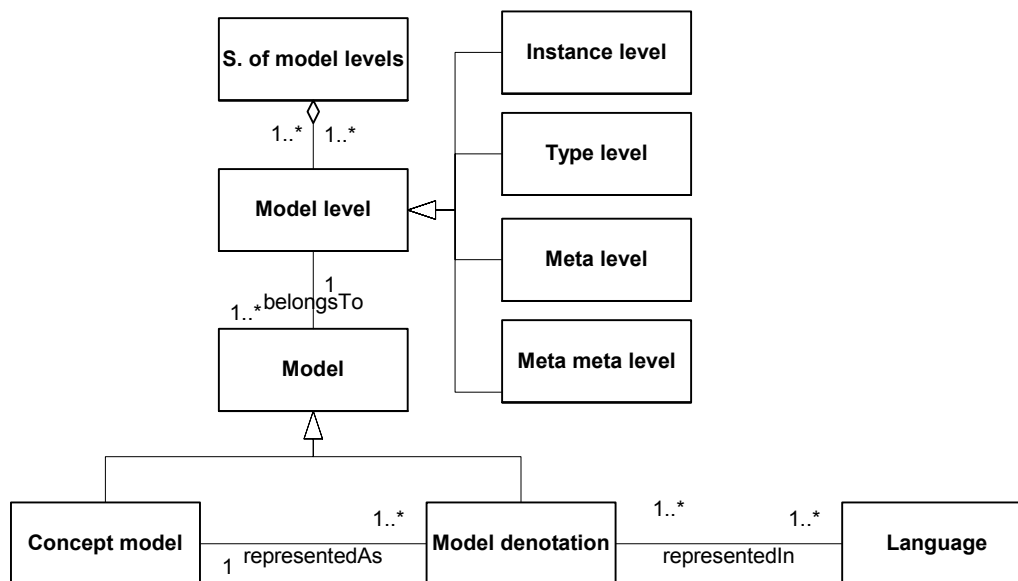 S. of model levels
Instance level
1..* 1..*
Type level
Model level
Meta level
1
belongsTo
1..*
Meta meta level
Model
1..* 1..* 1..*
Concept model Model denotation Language
1 representedAs representedIn